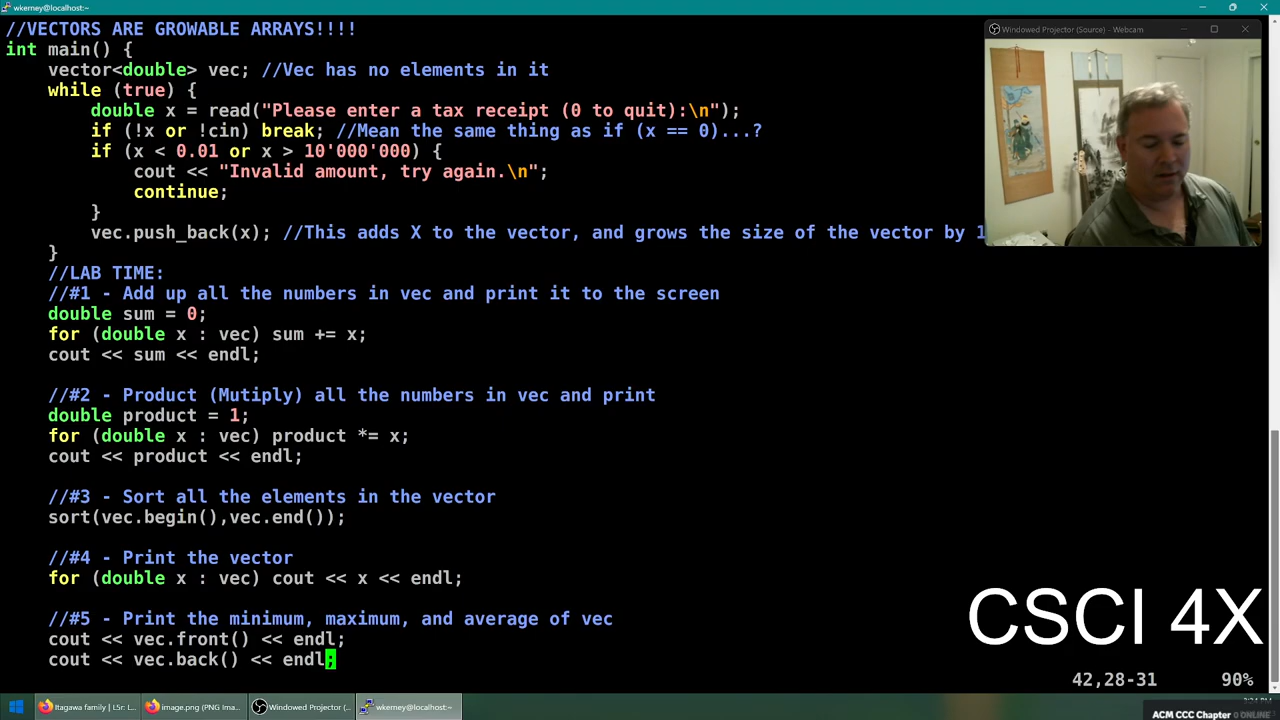 wkerney@localhost:~
//VECTORS ARE GROWABLE ARRAYS!!!!
int main() {
    vector<double> vec; //Vec has no elements in it
    while (true) {
        double x = read("Please enter a tax receipt (0 to quit):\n");
        if (!x or !cin) break; //Mean the same thing as if (x == 0)...?
        if (x < 0.01 or x > 10'000'000) {
            cout << "Invalid amount, try again.\n";
            continue;
        }
        vec.push_back(x); //This adds X to the vector, and grows the size of the vector by 1
    }
    //LAB TIME:
    //#1 - Add up all the numbers in vec and print it to the screen
    double sum = 0;
    for (double x : vec) sum += x;
    cout << sum << endl;
    //#2 - Product (Mutiply) all the numbers in vec and print
    double product = 1;
    for (double x : vec) product *= x;
    cout << product << endl;
    //#3 - Sort all the elements in the vector
    sort(vec.begin(),vec.end());
    //#4 - Print the vector
    for (double x : vec) cout << x << endl;
    //#5 - Print the minimum, maximum, and average of vec
    cout << vec.front() << endl;
    cout << vec.back() << endl;
42,28-31 90%
Windowed Projector (Source) - Webcam
CSCI 4X
Itagawa family | L5r: L...
image.png (PNG Ima...
Windowed Projector (...
wkerney@localhost:~
ACM CCC Chapter 0 ONLINE